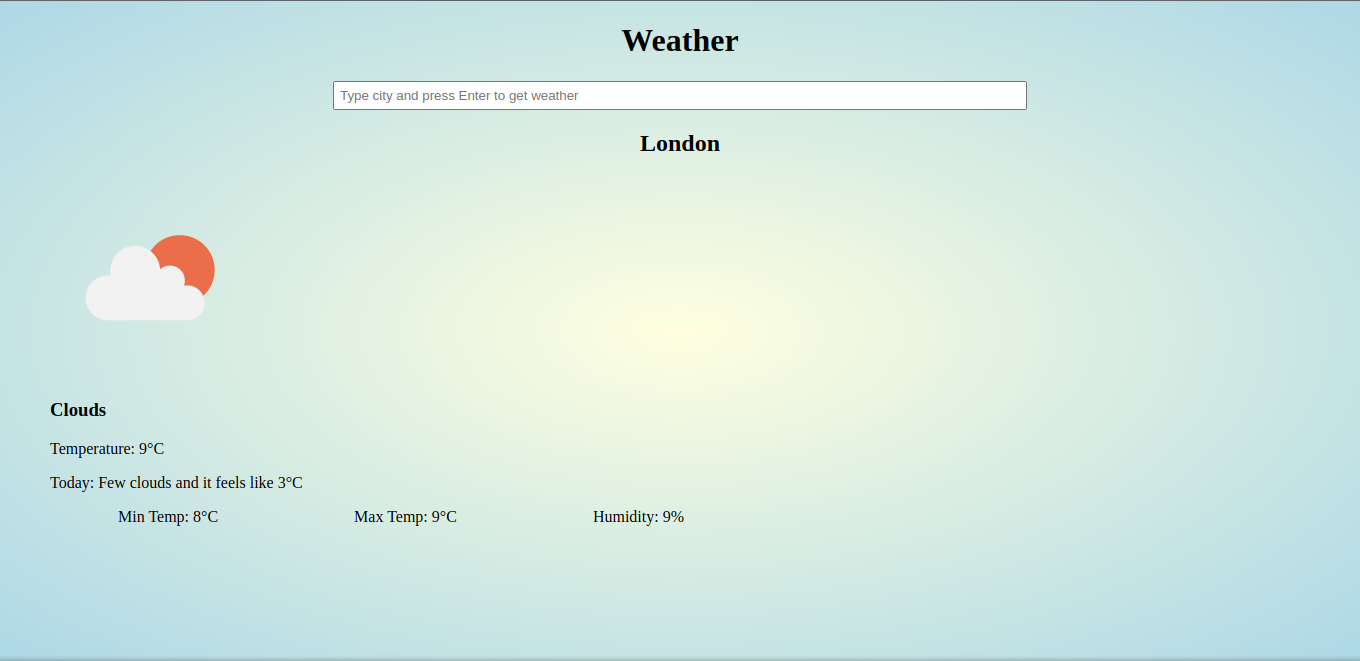 Weather
Type city and press Enter to get weather
London
Clouds
Temperature: 9°C
Today: Few clouds and it feels like 3°C
Min Temp: 8°C Max Temp: 9°C Humidity: 9%